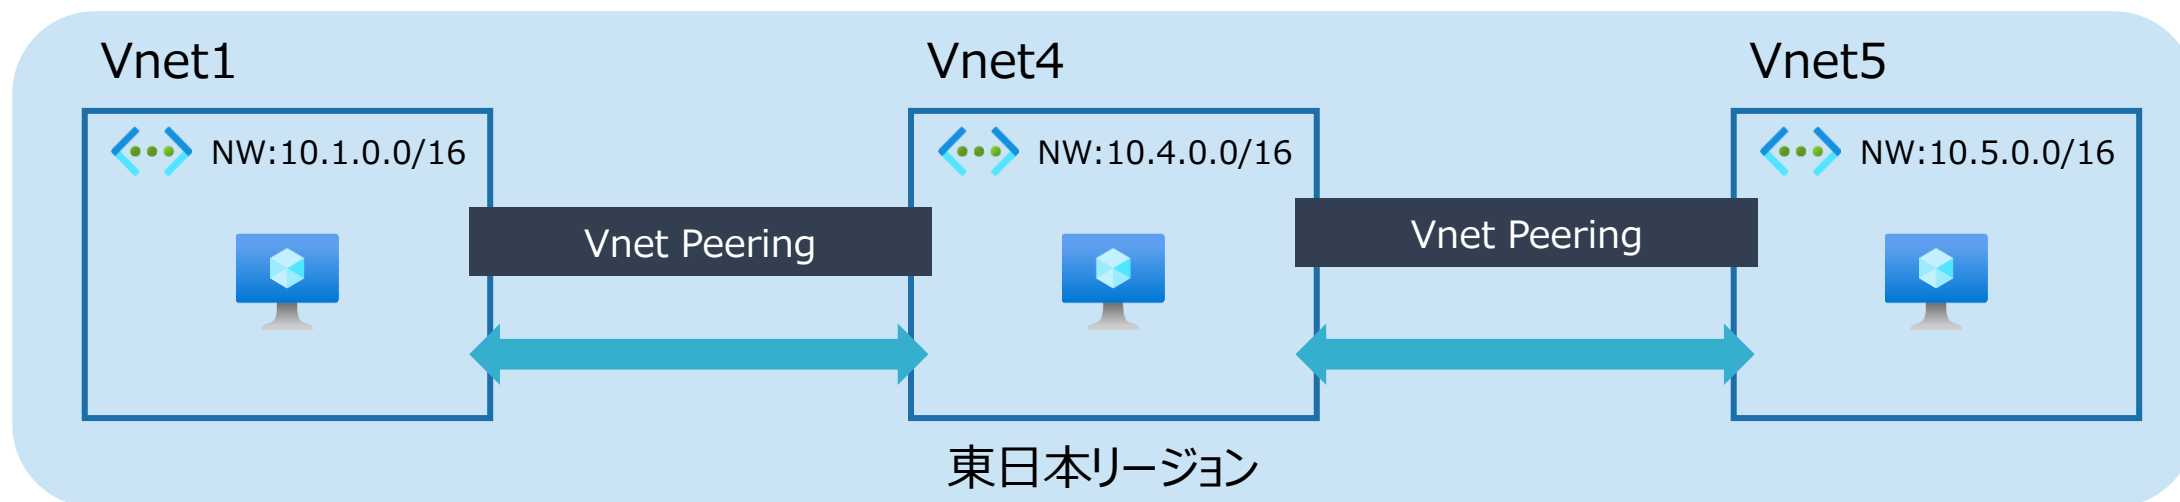 Vnet1
Vnet4
Vnet5
NW:10.1.0.0/16
NW:10.4.0.0/16
NW:10.5.0.0/16
Vnet Peering
Vnet Peering
東日本リージョン